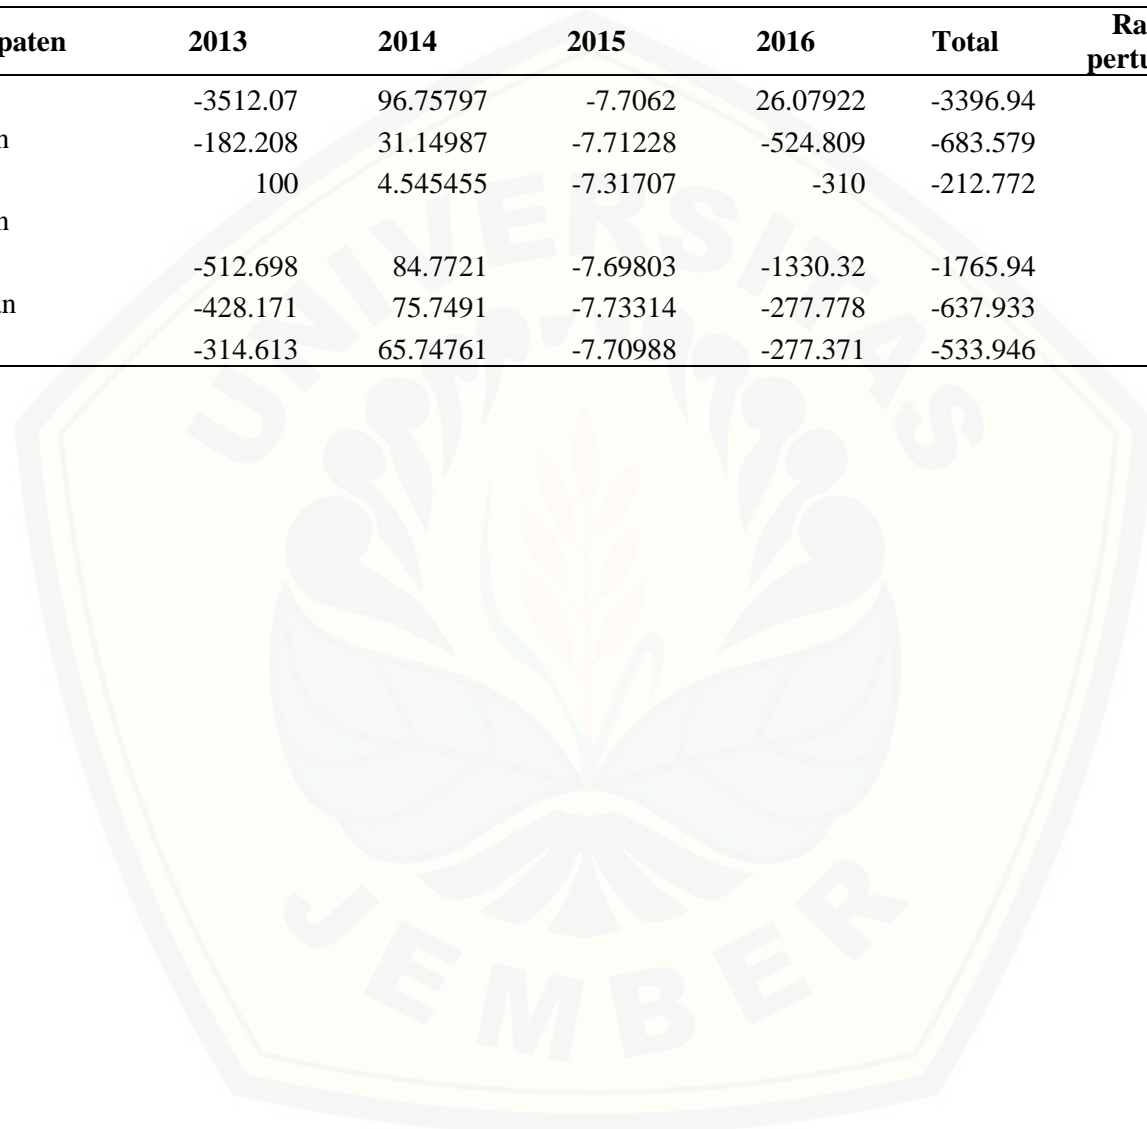 paten 2013 2014 2015 2016 Total Ra
pertu
-3512.07 96.75797 -7.7062 26.07922 -3396.94
n -182.208 31.14987 -7.71228 -524.809 -683.579
100 4.545455 -7.31707 -310 -212.772
n
-512.698 84.7721 -7.69803 -1330.32 -1765.94
an -428.171 75.7491 -7.73314 -277.778 -637.933
-314.613 65.74761 -7.70988 -277.371 -533.946
UNIVERSITAS
JEMBER